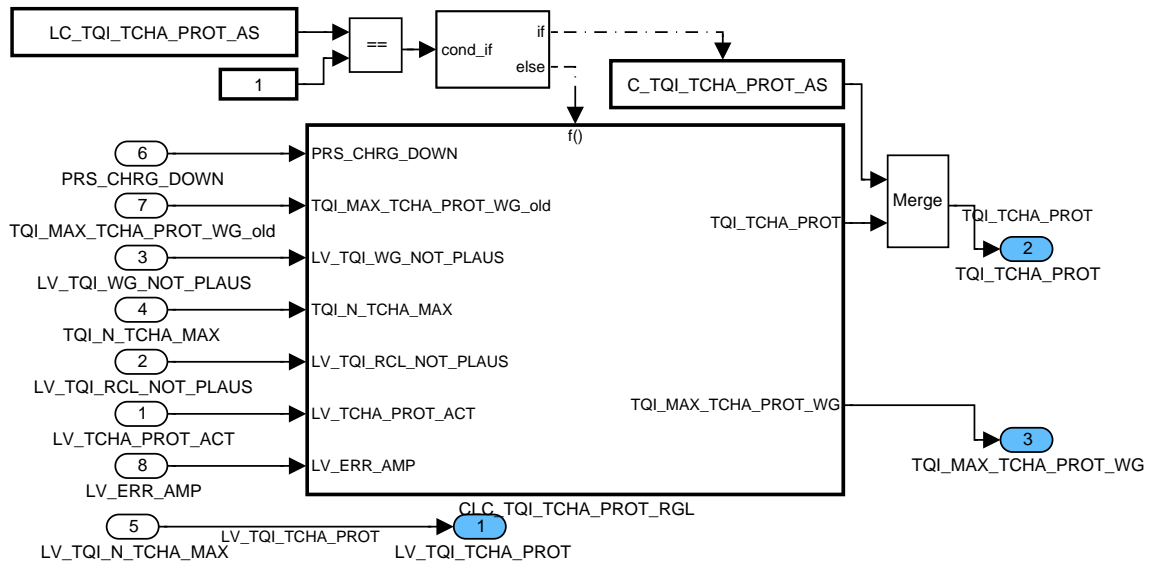 LC_TQI_TCHA_PROT_AS
==
1
cond_if
if
else
C_TQI_TCHA_PROT_AS
f()
6
PRS_CHRG_DOWN
PRS_CHRG_DOWN
7
TQI_MAX_TCHA_PROT_WG_old
TQI_MAX_TCHA_PROT_WG_old
3
LV_TQI_WG_NOT_PLAUS
LV_TQI_WG_NOT_PLAUS
4
TQI_N_TCHA_MAX
TQI_N_TCHA_MAX
2
LV_TQI_RCL_NOT_PLAUS
LV_TQI_RCL_NOT_PLAUS
1
LV_TCHA_PROT_ACT
LV_TCHA_PROT_ACT
8
LV_ERR_AMP
LV_ERR_AMP
TQI_TCHA_PROT
Merge
TQI_TCHA_PROT
2
TQI_TCHA_PROT
TQI_MAX_TCHA_PROT_WG
3
TQI_MAX_TCHA_PROT_WG
CLC_TQI_TCHA_PROT_RGL
5
LV_TQI_N_TCHA_MAX
LV_TQI_TCHA_PROT
1
LV_TQI_TCHA_PROT